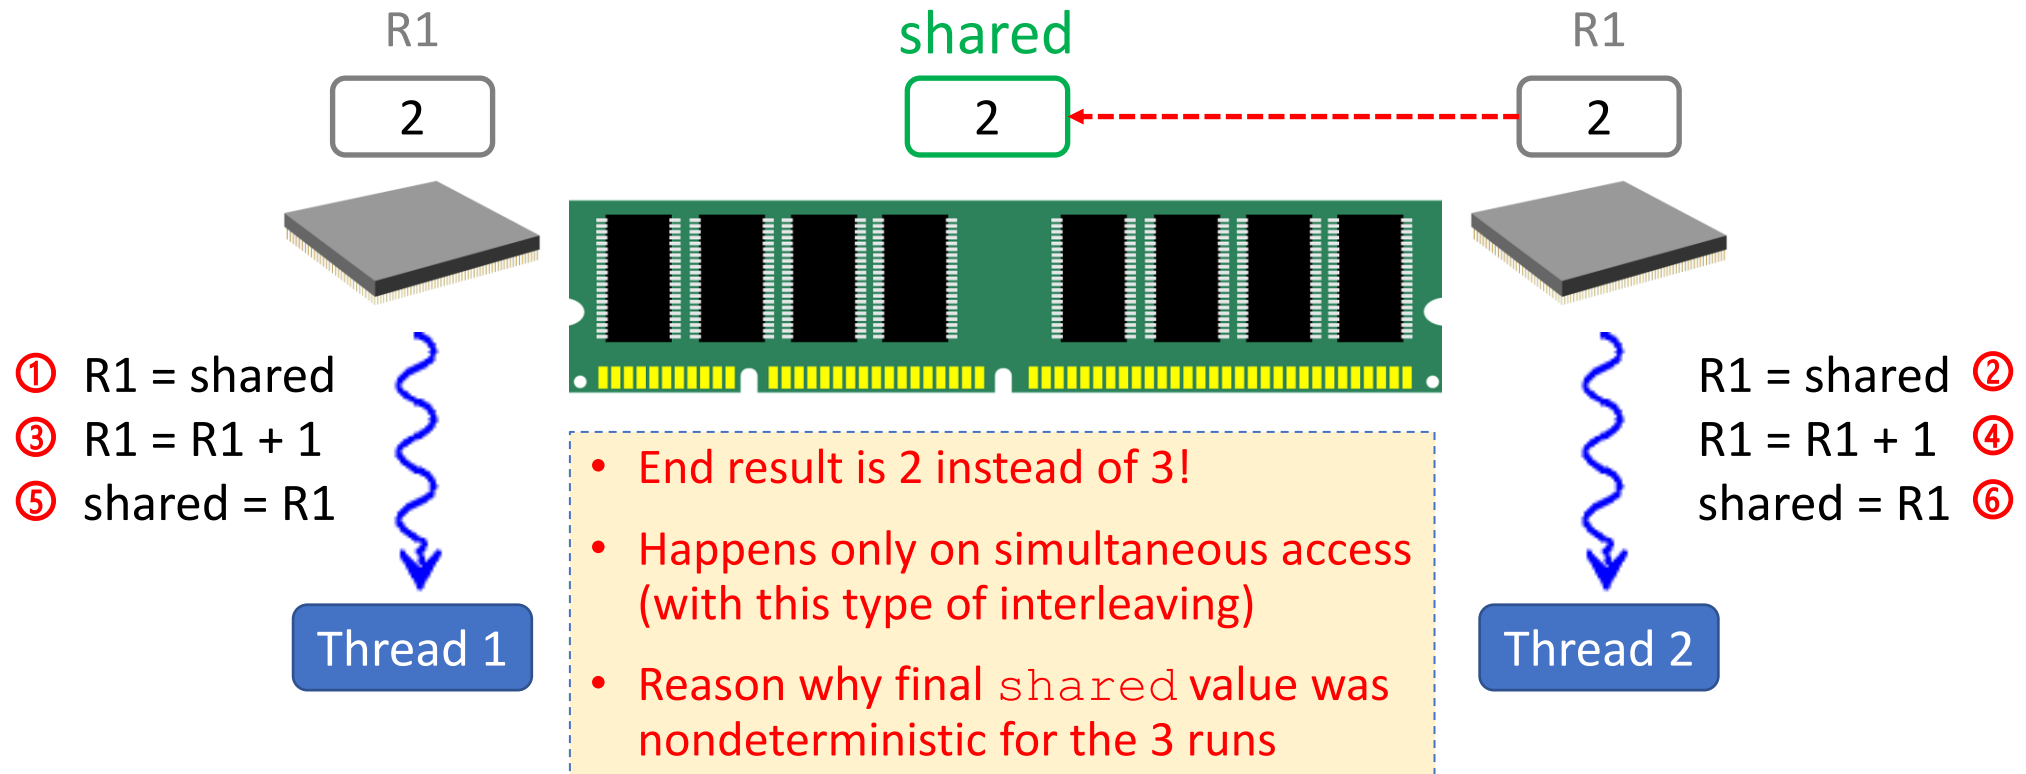 R1
shared
R1
2
2
2
① R1 = shared
③ R1 = R1 + 1
⑤ shared = R1
R1 = shared ②
R1 = R1 + 1 ④
shared = R1 ⑥
• End result is 2 instead of 3!
• Happens only on simultaneous access
(with this type of interleaving)
• Reason why final shared value was
nondeterministic for the 3 runs
Thread 1
Thread 2